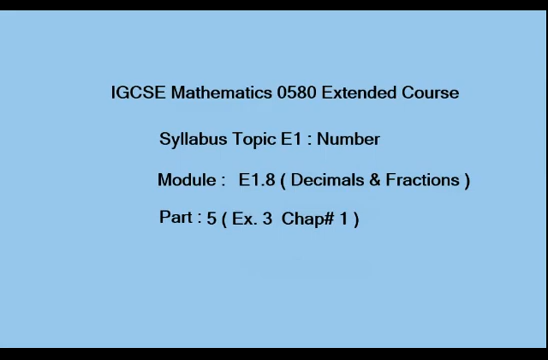 IGCSE Mathematics 0580 Extended Course
Syllabus Topic E1 : Number
Module : E1.8 ( Decimals & Fractions )
Part : 5 ( Ex. 3 Chap# 1 )